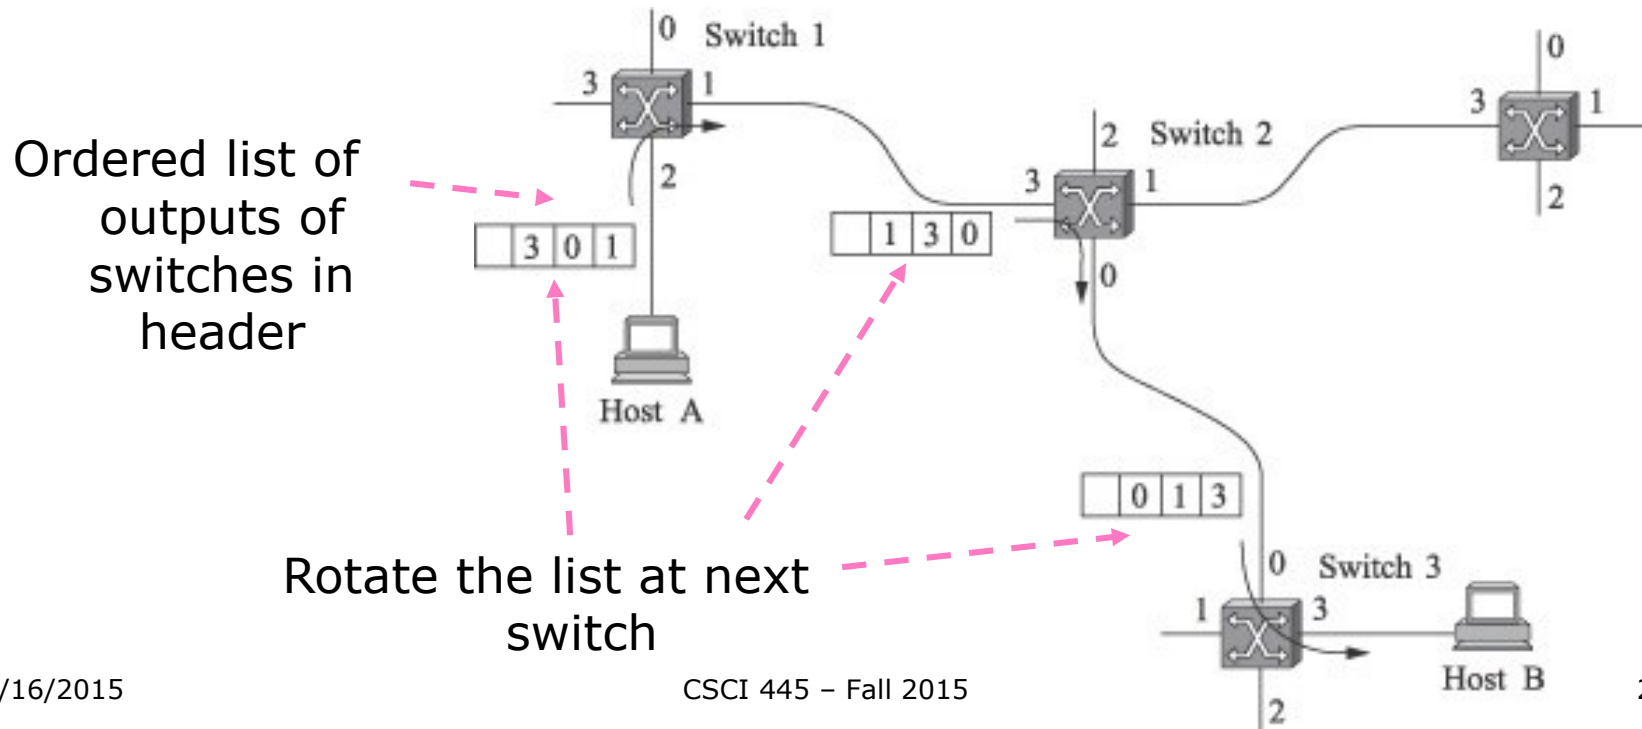 0 Switch 1
3 1
2
Ordered list of
outputs of
switches in
header
3 0 1
Host A
2 Switch 2
3 1
1 3 0
0
0
3 1
2
0 1 3
Rotate the list at next
switch
0 Switch 3
1 3
2
Host B
/16/2015
CSCI 445 – Fall 2015